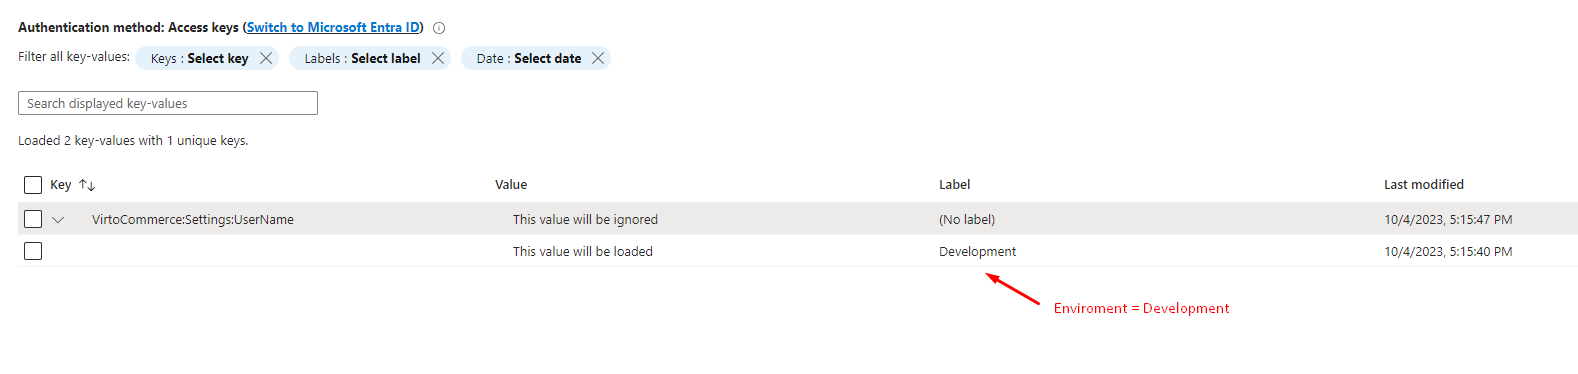 Authentication method: Access keys (Switch to Microsoft Entra ID)
Filter all key-values: Keys : Select key Labels : Select label Date : Select date
Search displayed key-values
Loaded 2 key-values with 1 unique keys.
Key Value Label Last modified
VirtoCommerce:Settings:UserName This value will be ignored (No label) 10/4/2023, 5:15:47 PM
This value will be loaded Development 10/4/2023, 5:15:40 PM
Enviroment = Development